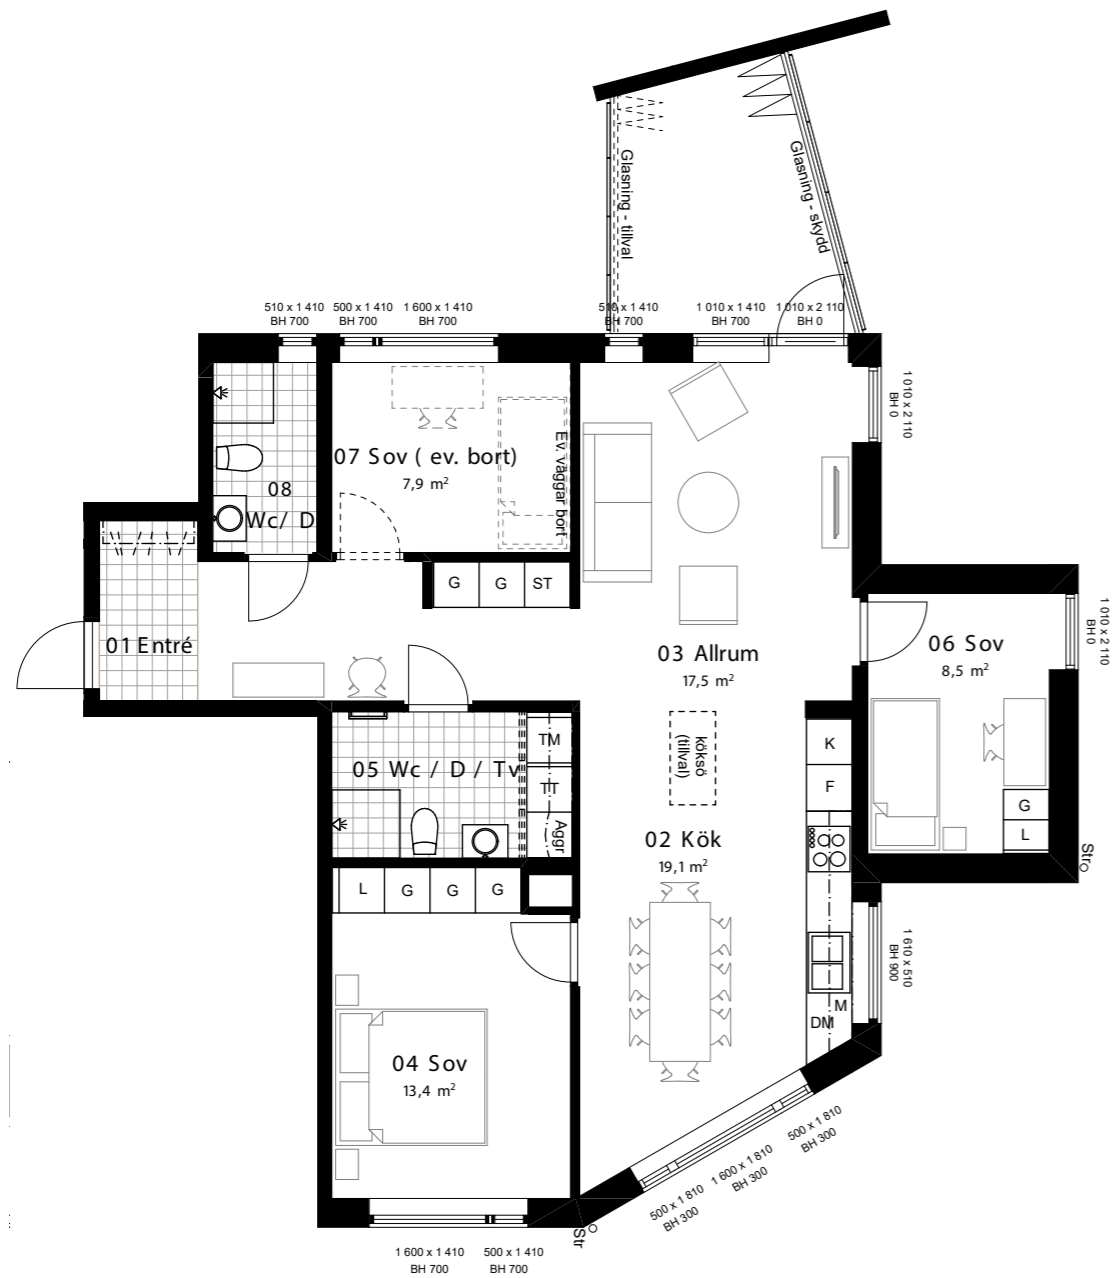 Glasning - tillval
Glasning - skydd
510 x 1 410
BH 700
500 x 1 410
BH 700
1 600 x 1 410
BH 700
510 x 1 410
BH 700
1 010 x 1 410
BH 700
1 010 x 2 110
BH 0
1 010 x 2 110
BH 0
07 Sov ( ev. bort)
7,9 m²
Ev. väggar bort
08
Wc/ D
G
G
ST
01 Entré
03 Allrum
17,5 m²
06 Sov
8,5 m²
1 010 x 2 110
BH 0
G
L
Str
05 Wc / D / Tv
TM
TT
Aggr
köksö
(tillval)
K
F
02 Kök
19,1 m²
L
G
G
G
1 610 x 510
BH 900
M
DM
04 Sov
13,4 m²
500 x 1 810
BH 300
1 600 x 1 810
BH 300
500 x 1 810
BH 300
Str
1 600 x 1 410
BH 700
500 x 1 410
BH 700